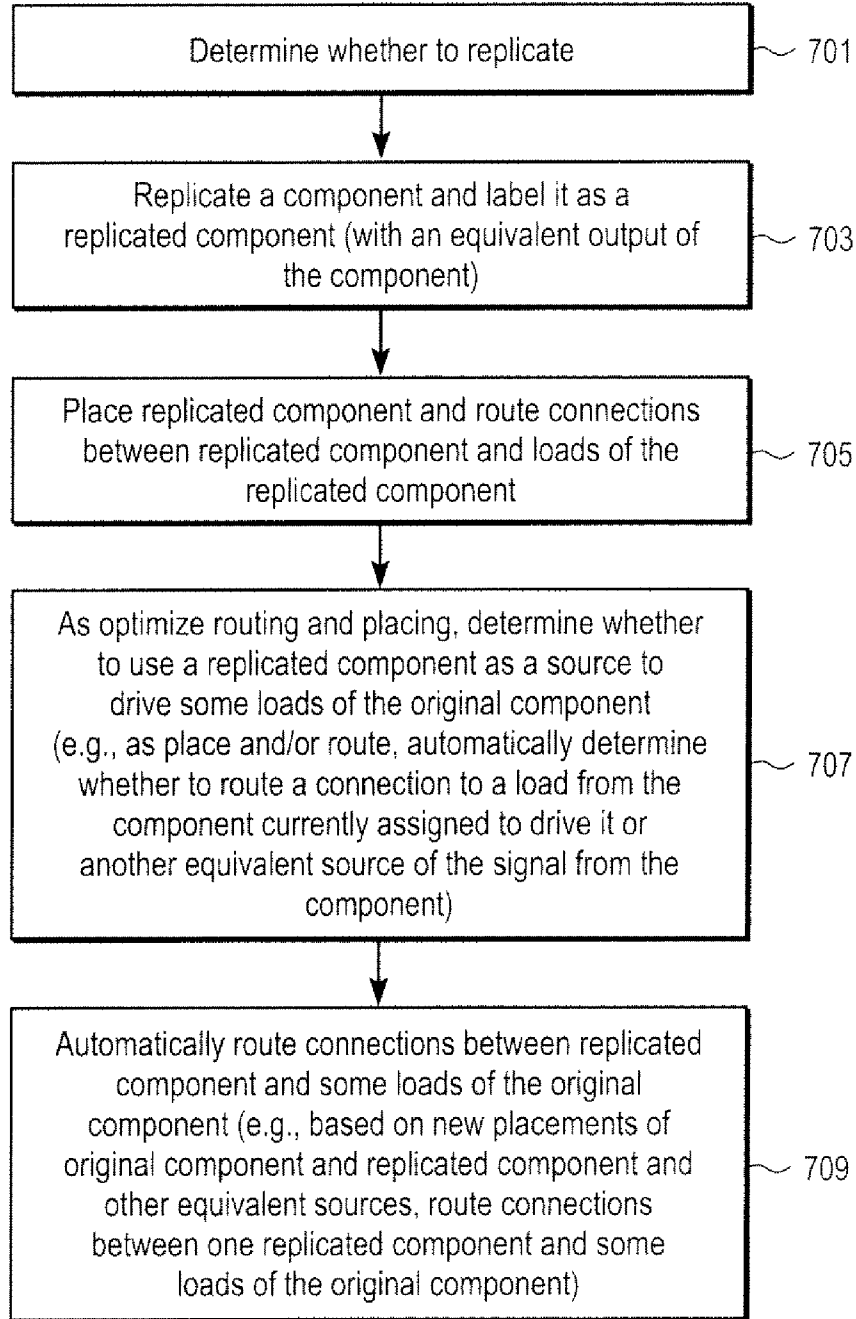 Determine whether to replicate
701
Replicate a component and label it as a
replicated component (with an equivalent output of
the component)
703
Place replicated component and route connections
between replicated component and loads of the
replicated component
705
As optimize routing and placing, determine whether
to use a replicated component as a source to
drive some loads of the original component
(e.g., as place and/or route, automatically determine
whether to route a connection to a load from the
component currently assigned to drive it or
another equivalent source of the signal from the
component)
707
Automatically route connections between replicated
component and some loads of the original
component (e.g., based on new placements of
original component and replicated component and
other equivalent sources, route connections
between one replicated component and some
loads of the original component)
709